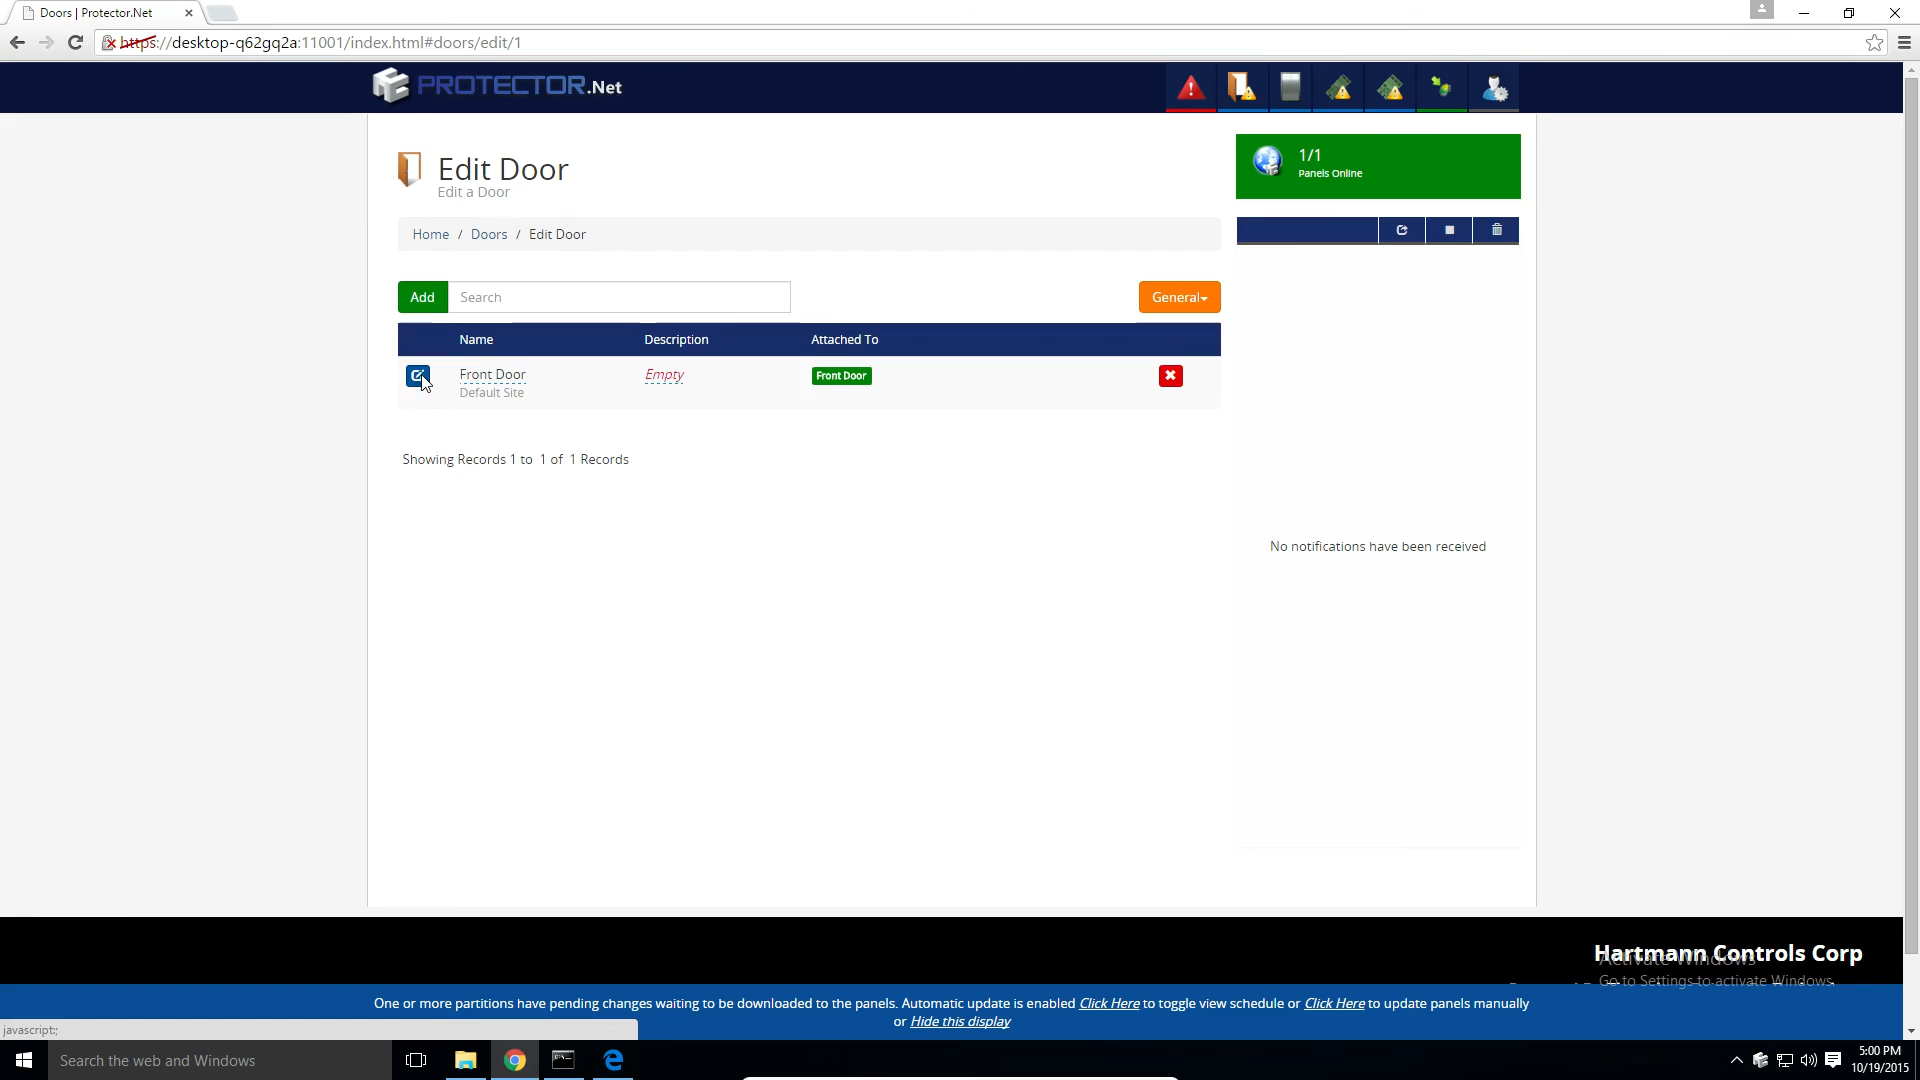 Doors | Protector.Net
https://desktop-q62gq2a:11001/index.html#doors/edit/1
PROTECTOR.Net
Edit Door
Edit a Door
1/1
Panels Online
Home / Doors / Edit Door
Add
Search
General
Name
Description
Attached To
Front Door
Empty
Front Door
Default Site
Showing Records 1 to 1 of 1 Records
No notifications have been received
Hartmann Controls Corp
Activate Windows
Go to Settings to activate Windows.
One or more partitions have pending changes waiting to be downloaded to the panels. Automatic update is enabled Click Here to toggle view schedule or Click Here to update panels manually
or Hide this display
javascript:;
Search the web and Windows
5:00 PM
10/19/2015